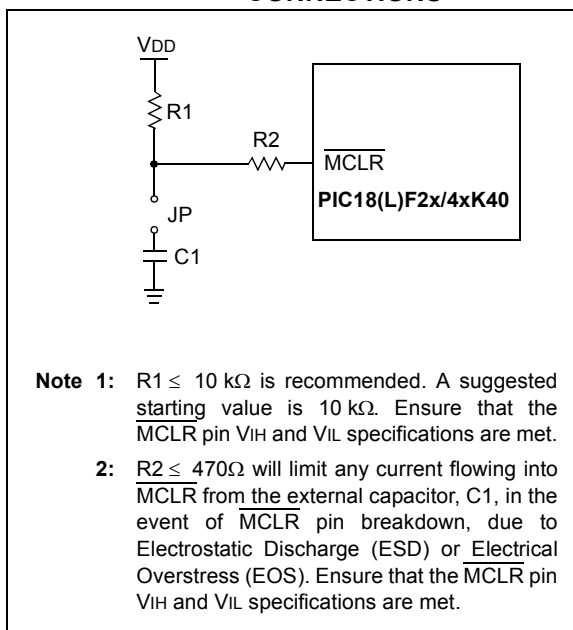 VDD
R1
R2
MCLR
PIC18(L)F2x/4xK40
JP
C1
Note 1: R1 ≤ 10 kΩ is recommended. A suggested
starting value is 10 kΩ. Ensure that the
MCLR pin VIH and VIL specifications are met.
2: R2 ≤ 470Ω will limit any current flowing into
MCLR from the external capacitor, C1, in the
event of MCLR pin breakdown, due to
Electrostatic Discharge (ESD) or Electrical
Overstress (EOS). Ensure that the MCLR pin
VIH and VIL specifications are met.